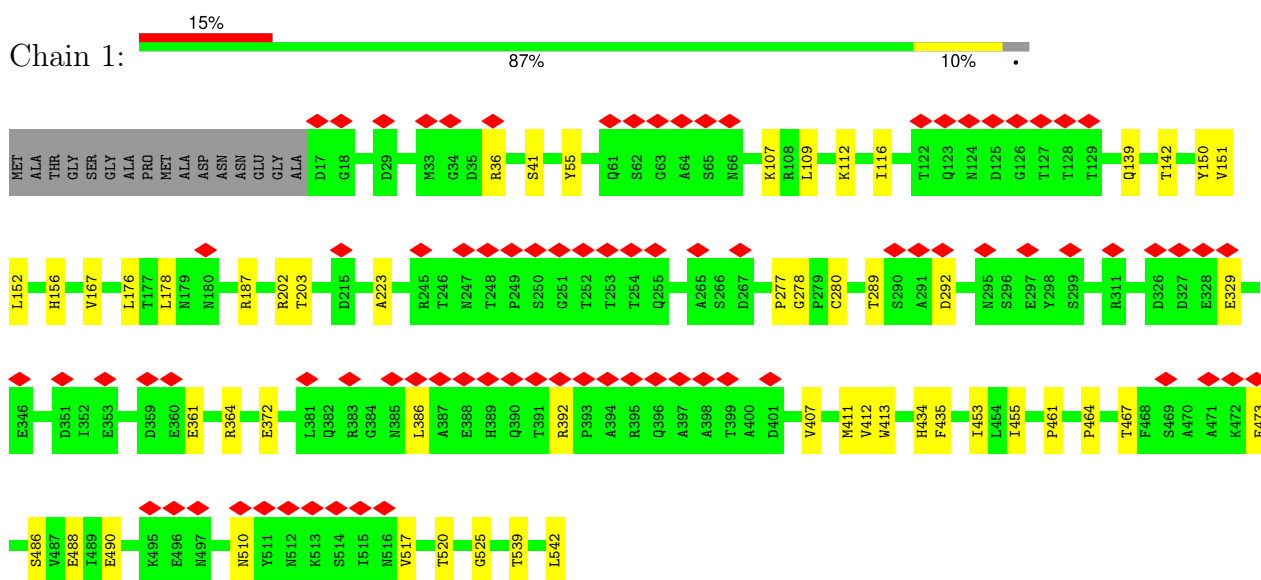 15%
Chain 1:
87% 10% •
MET ALA THR GLY SER GLY ALA PRO MET ALA ASP ASN ASN GLU GLY ALA D17 G18 D29 M33 G34 D35 R36 S41 Y55 Q61 S62 G63 A64 S65 N66 K107 R108 L109 K112 I116 T122 Q123 N124 D125 G126 T127 T128 T129 Q139 T142 Y150 V151
L152 H156 V167 L176 T177 L178 N179 N180 R187 R202 T203 D215 A223 R245 T246 N247 T248 P249 S250 G251 T252 T253 T254 Q255 A265 S266 D267 P277 G278 P279 C280 T289 S290 A291 D292 N295 S296 E297 Y298 S299 R311 D326 D327 E328 E329
E346 D351 I352 E353 D359 E360 E361 R364 E372 L381 Q382 R383 G384 N385 L386 A387 E388 H389 Q390 T391 R392 P393 A394 R395 Q396 A397 A398 T399 A400 D401 V407 M411 V412 W413 H434 F435 I453 L454 I455 P461 P464 T467 F468 S469 A470 A471 K472 E473
S486 V487 E488 I489 E490 K495 E496 N497 N510 Y511 N512 K513 S514 I515 N516 V517 T520 G525 T539 L542